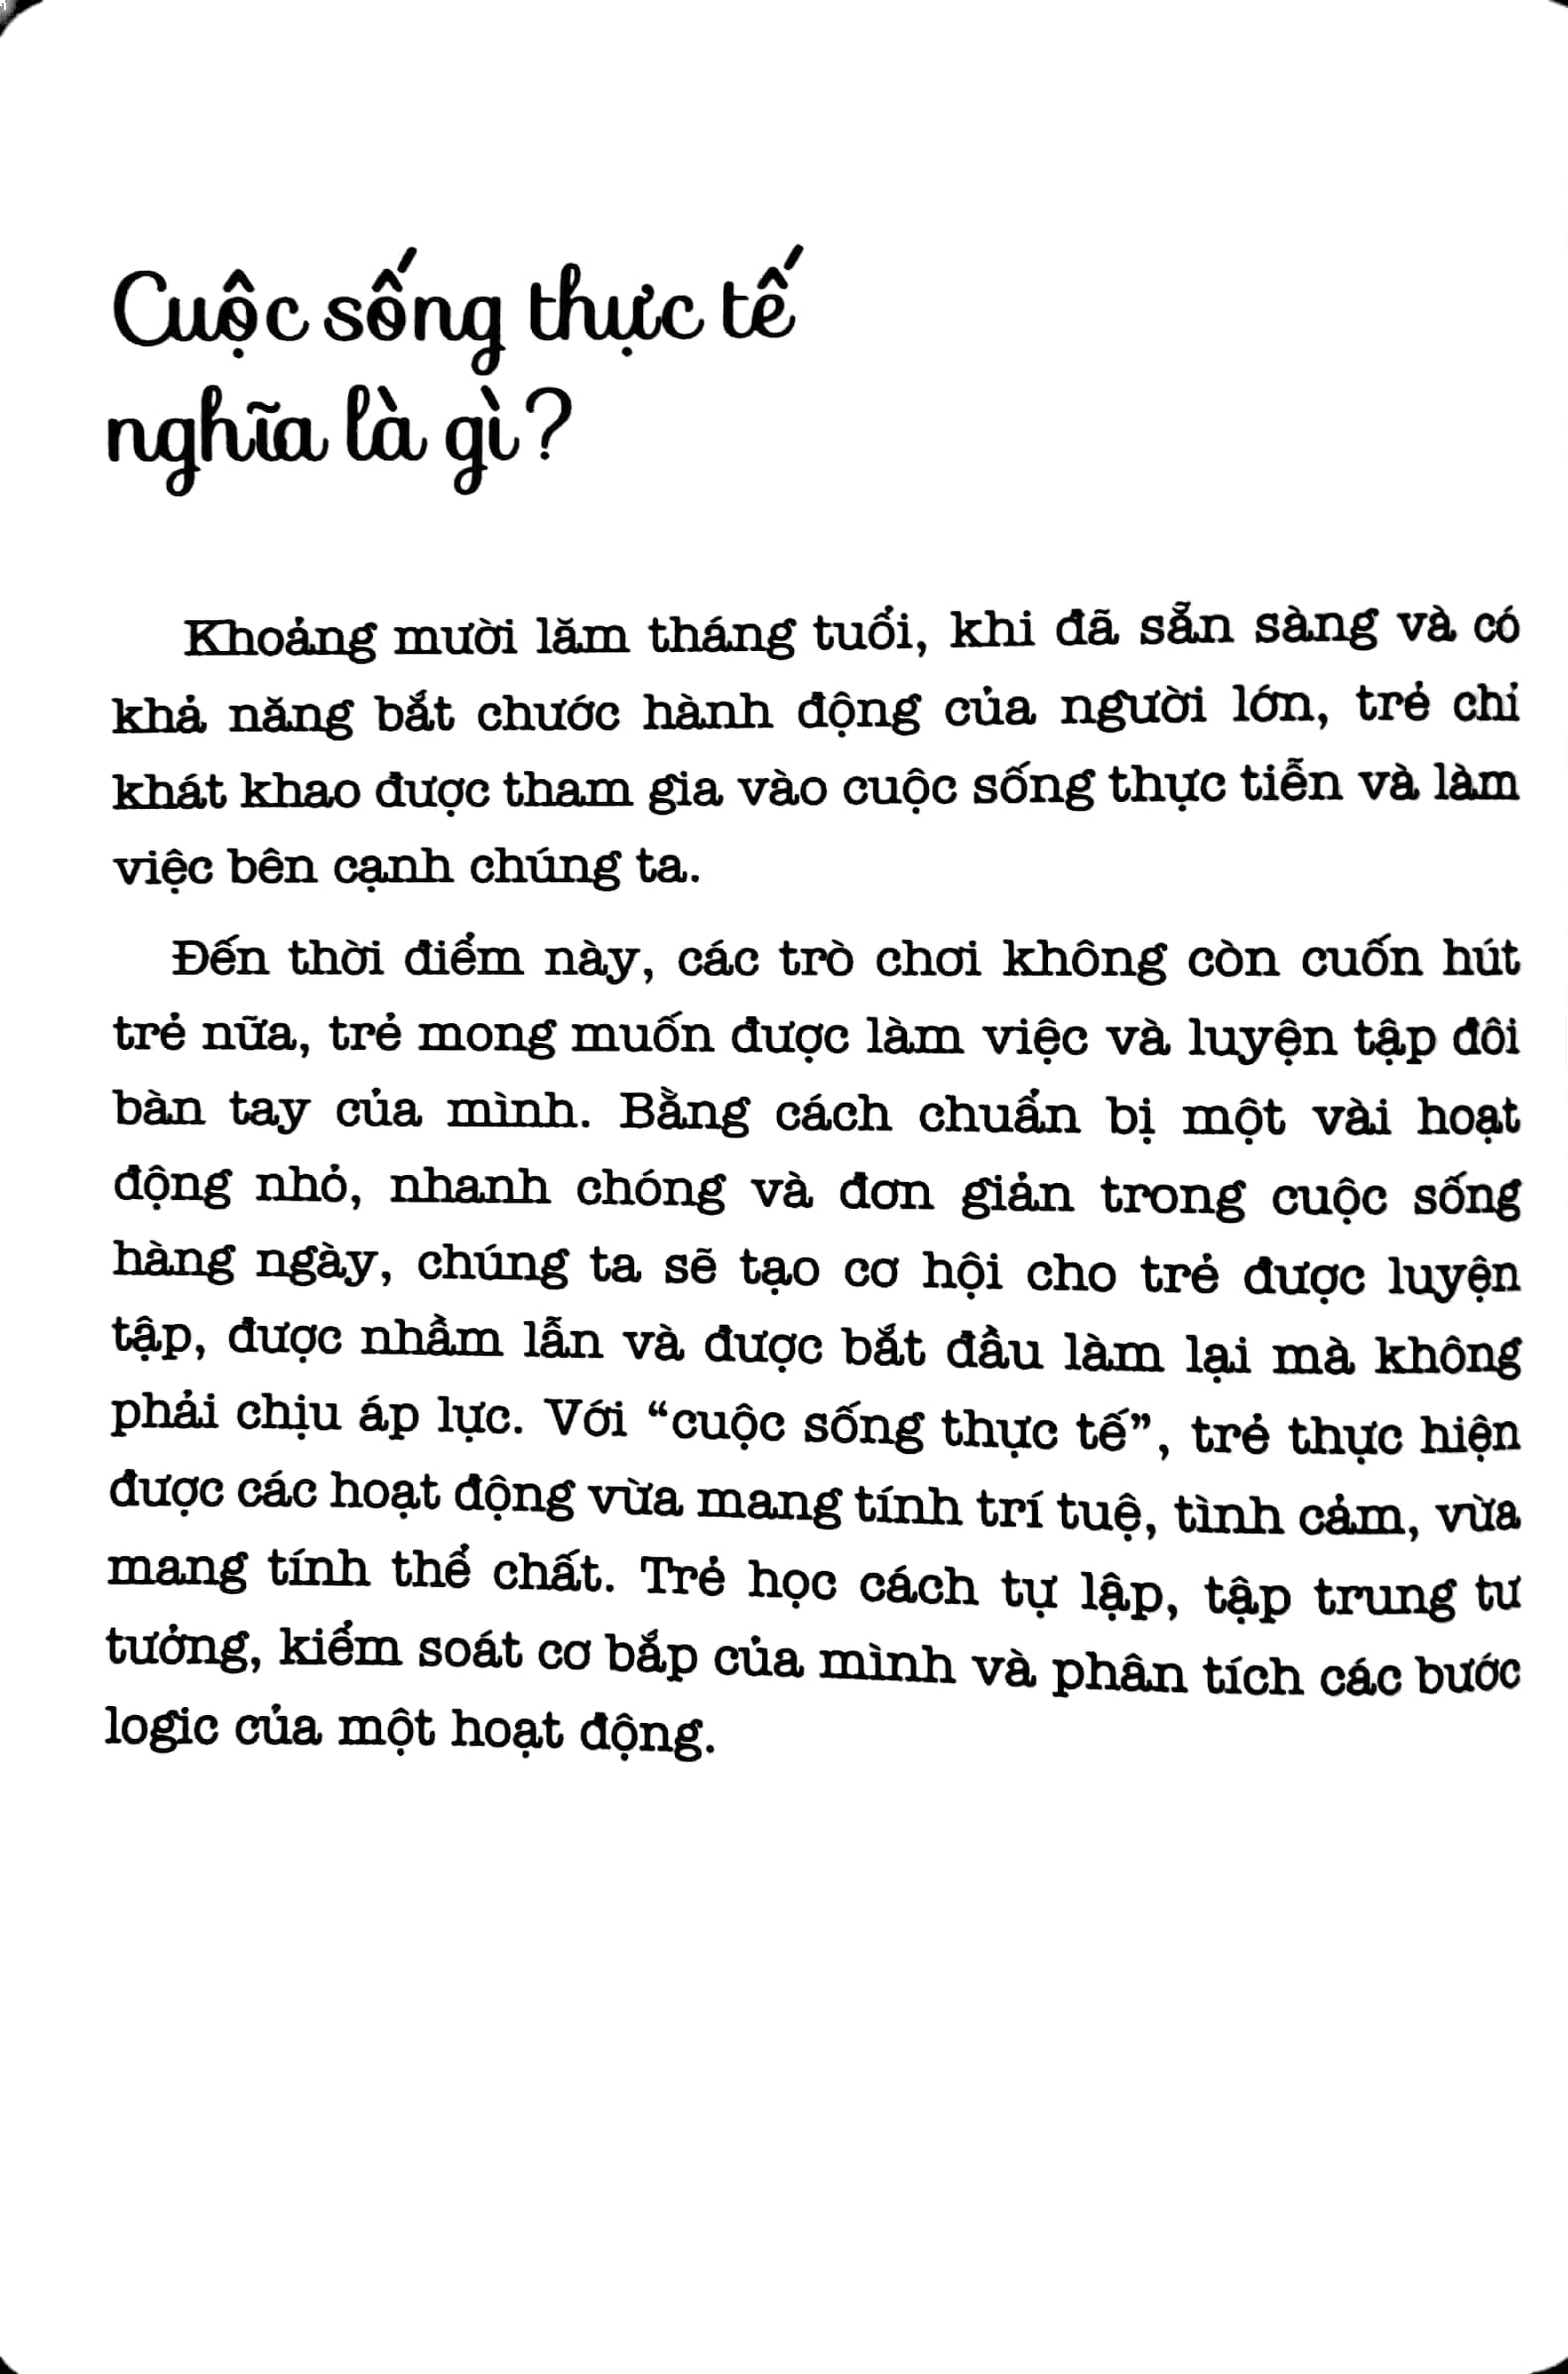 Cuộc sống thực tế
nghĩa là gì?
Khoảng mười lăm tháng tuổi, khi đã sẵn sàng và có
khả năng bắt chước hành động của người lớn, trẻ chỉ
khát khao được tham gia vào cuộc sống thực tiễn và làm
việc bên cạnh chúng ta.
Đến thời điểm này, các trò chơi không còn cuốn hút
trẻ nữa, trẻ mong muốn được làm việc và luyện tập đôi
bàn tay của mình. Bằng cách chuẩn bị một vài hoạt
động nhỏ, nhanh chóng và đơn giản trong cuộc sống
hàng ngày, chúng ta sẽ tạo cơ hội cho trẻ được luyện
tập, được nhầm lẫn và được bắt đầu làm lại mà không
phải chịu áp lực. Với “cuộc sống thực tế”, trẻ thực hiện
được các hoạt động vừa mang tính trí tuệ, tình cảm, vừa
mang tính thể chất. Trẻ học cách tự lập, tập trung tư
tưởng, kiểm soát cơ bắp của mình và phân tích các bước
logic của một hoạt động.